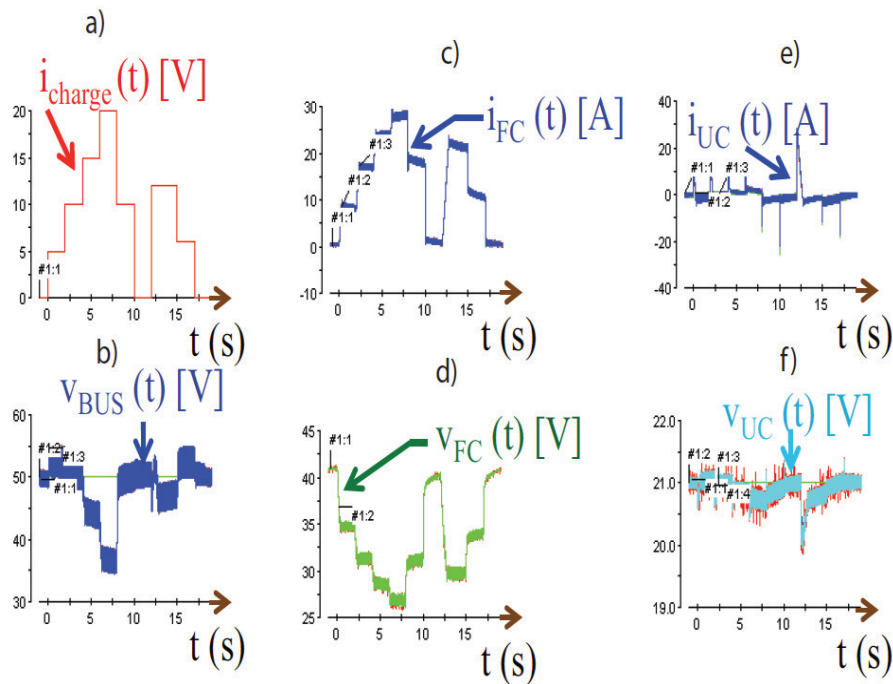 a)
i_charge (t) [V]
20
15
10
5
0
#1:1
0 5 10 15
t (s)
b)
v_BUS (t) [V]
60
50
40
30
#1:2
#1:3
#1:1
0 5 10 15
t (s)
c)
i_FC (t) [A]
30
20
10
0
-10
#1:3
#1:2
#1:1
0 5 10 15
t (s)
d)
v_FC (t) [V]
45
40
35
30
25
#1:1
#1:2
0 5 10 15
t (s)
e)
i_UC (t) [A]
40
20
0
-20
-40
#1:1
#1:3
#1:2
0 5 10 15
t (s)
f)
v_UC (t) [V]
22.0
21.0
20.0
19.0
#1:2
#1:3
#1:1
#1:4
0 5 10 15
t (s)